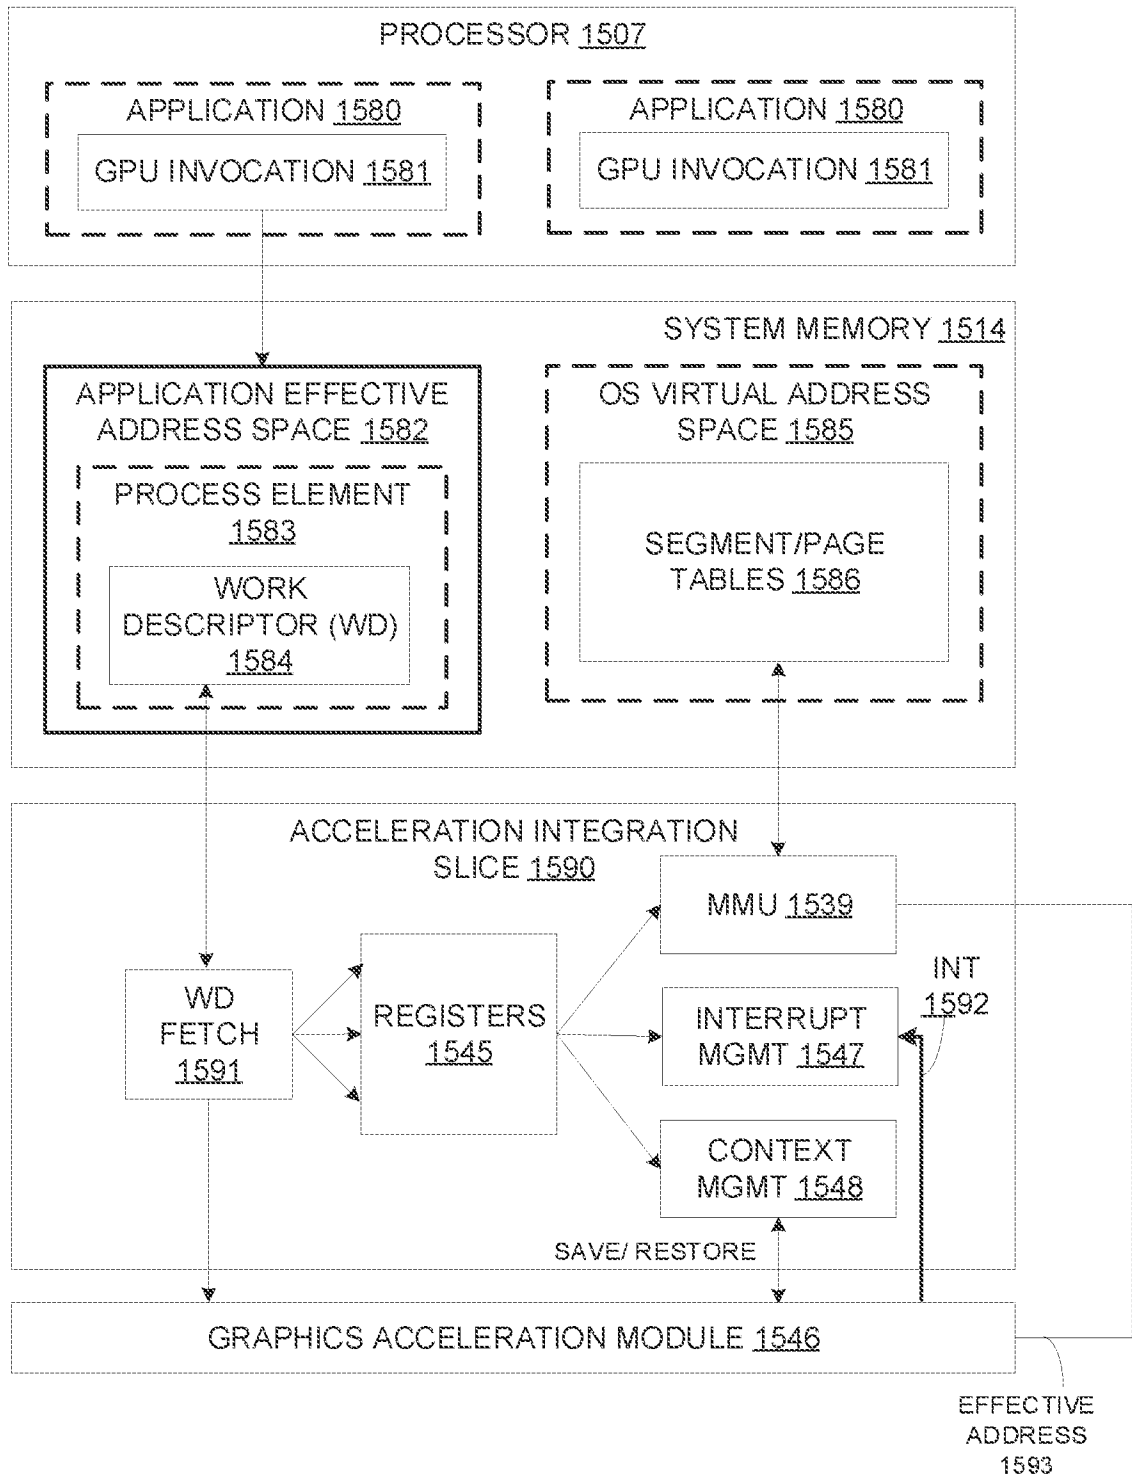 PROCESSOR 1507
APPLICATION 1580
GPU INVOCATION 1581
APPLICATION 1580
GPU INVOCATION 1581
SYSTEM MEMORY 1514
APPLICATION EFFECTIVE
ADDRESS SPACE 1582
PROCESS ELEMENT
1583
WORK
DESCRIPTOR (WD)
1584
OS VIRTUAL ADDRESS
SPACE 1585
SEGMENT/PAGE
TABLES 1586
ACCELERATION INTEGRATION
SLICE 1590
WD
FETCH
1591
REGISTERS
1545
MMU 1539
INTERRUPT
MGMT 1547
CONTEXT
MGMT 1548
INT
1592
SAVE/ RESTORE
GRAPHICS ACCELERATION MODULE 1546
EFFECTIVE
ADDRESS
1593